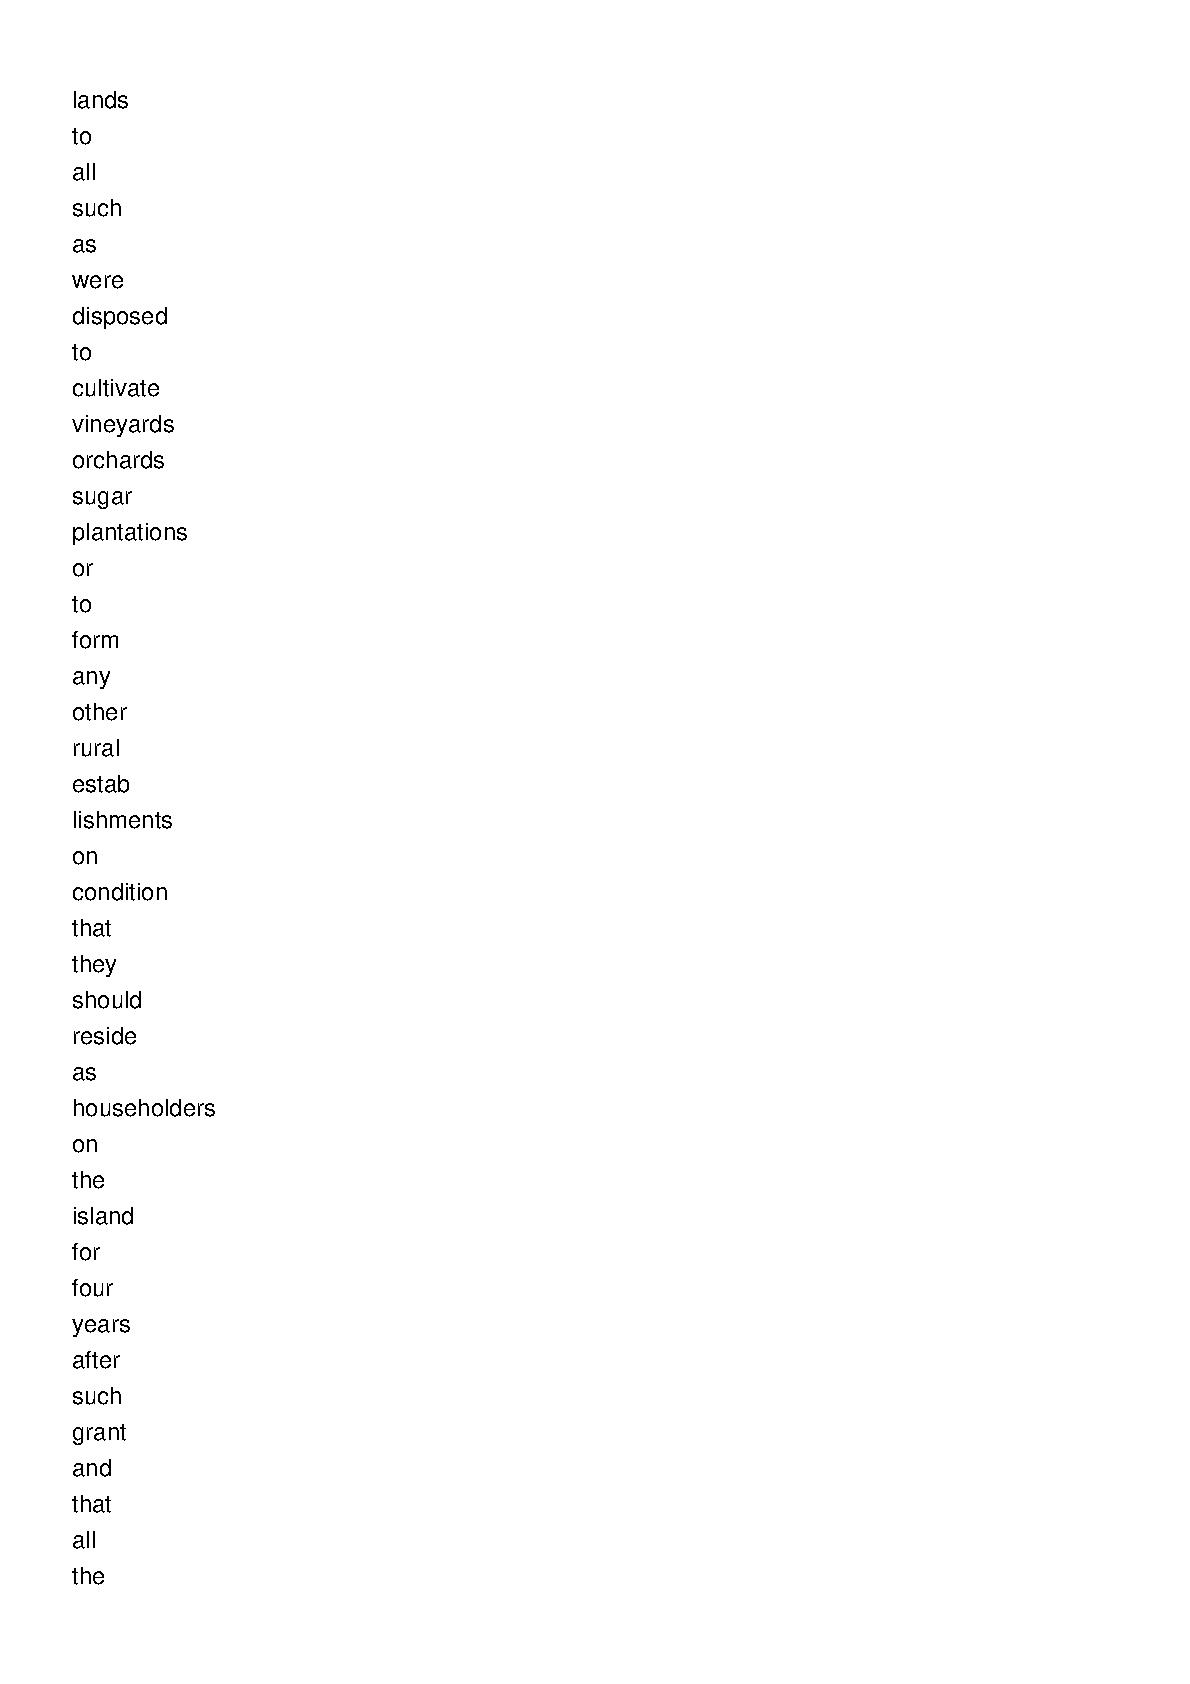 lands
to
all
such
as
were
disposed
to
cultivate
vineyards
orchards
sugar
plantations
or
to
form
any
other
rural
estab
lishments
on
condition
that
they
should
reside
as
householders
on
the
island
for
four
years
after
such
grant
and
that
all
the